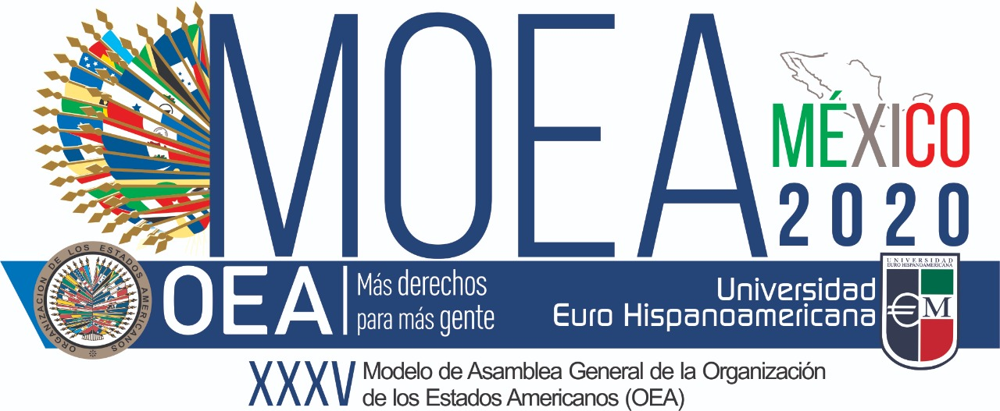 MOEA
MÉXICO
2020
ORGANIZACION DE LOS ESTADOS AMERICANOS
OEA
Más derechos
para más gente
Universidad
Euro Hispanoamericana
UNIVERSIDAD
EURO HISPANOAMERICANA
€M
XXXV
Modelo de Asamblea General de la Organización
de los Estados Americanos (OEA)